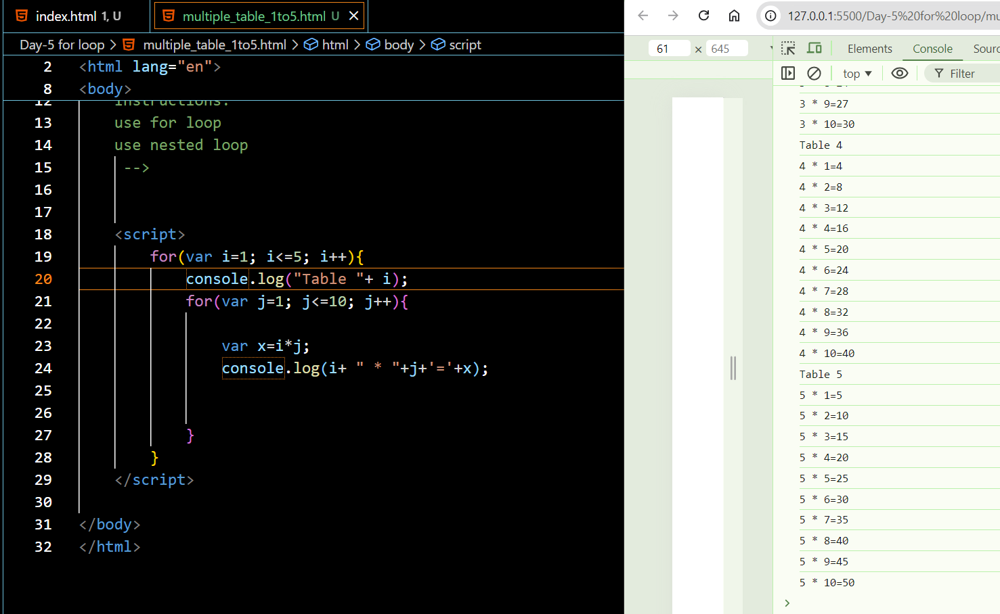 index.html 1, U
multiple_table_1to5.html U
Day-5 for loop > multiple_table_1to5.html > html > body > script
2 <html lang="en">
8 <body>
12 instructions:
13 use for loop
14 use nested loop
15 -->
16
17
18 <script>
19 for(var i=1; i<=5; i++){
20 console.log("Table "+ i);
21 for(var j=1; j<=10; j++){
22
23 var x=i*j;
24 console.log(i+ " * "+j+'='+x);
25
26
27 }
28 }
29 </script>
30
31 </body>
32 </html>
127.0.0.1:5500/Day-5%20for%20loop/mu
61 × 645
Elements Console Sourc
top Filter
3 * 9=27
3 * 10=30
Table 4
4 * 1=4
4 * 2=8
4 * 3=12
4 * 4=16
4 * 5=20
4 * 6=24
4 * 7=28
4 * 8=32
4 * 9=36
4 * 10=40
Table 5
5 * 1=5
5 * 2=10
5 * 3=15
5 * 4=20
5 * 5=25
5 * 6=30
5 * 7=35
5 * 8=40
5 * 9=45
5 * 10=50
>